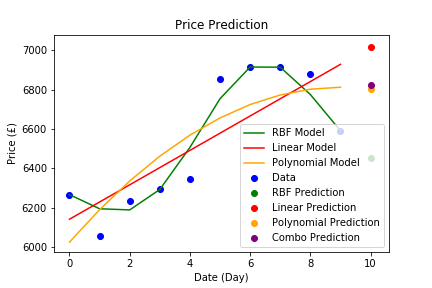 Price Prediction
7000
6800
6600
6400
6200
6000
Price (£)
RBF Model
Linear Model
Polynomial Model
Data
RBF Prediction
Linear Prediction
Polynomial Prediction
Combo Prediction
0 2 4 6 8 10
Date (Day)